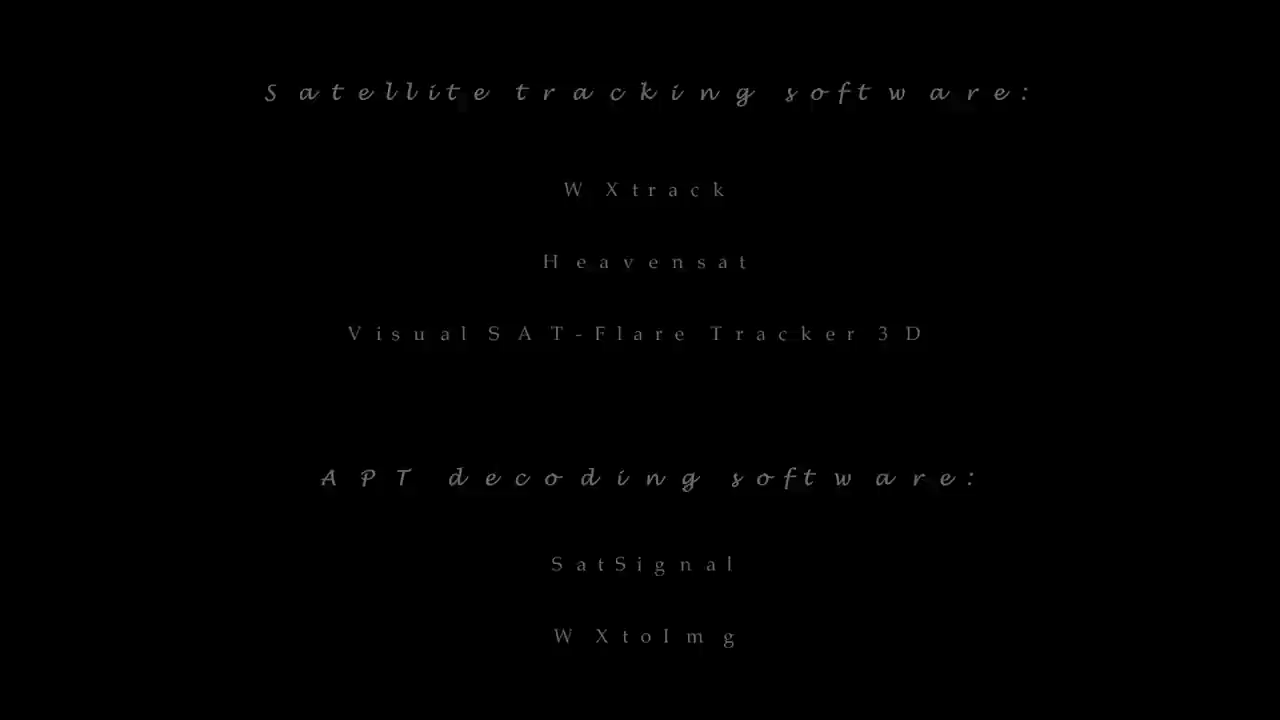 Satellite tracking software:
WXtrack
Heavensat
Visual SAT-Flare Tracker 3D
APT decoding software:
SatSignal
WXtoImg